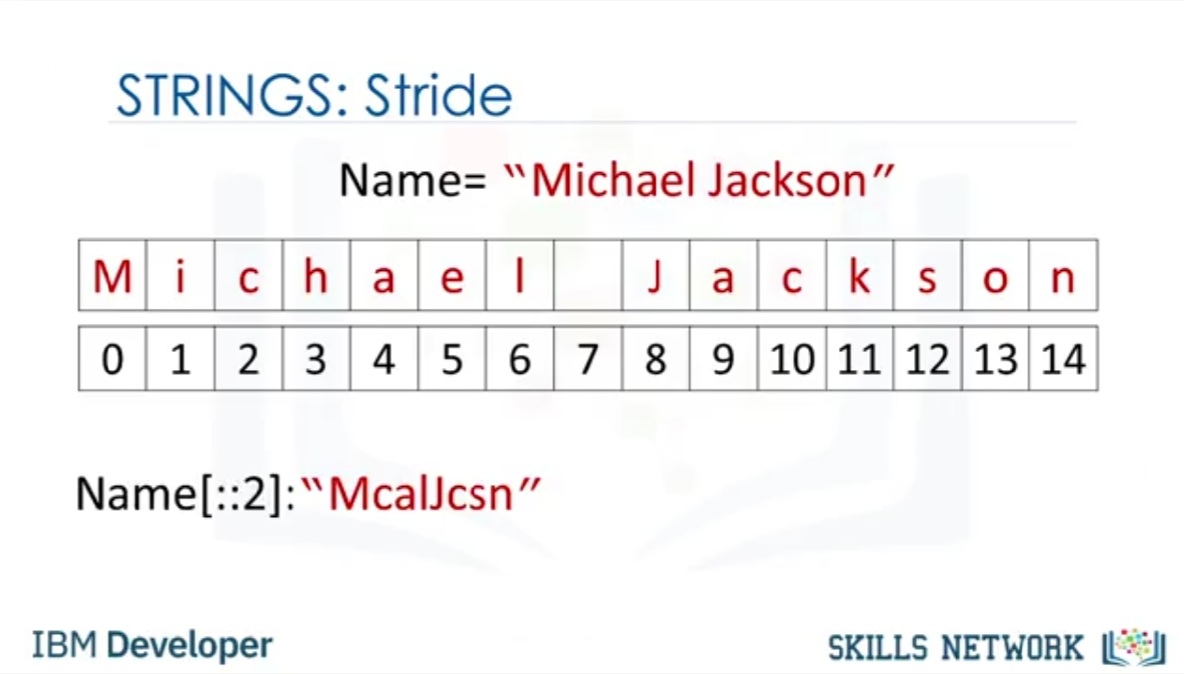 STRINGS: Stride
Name= “Michael Jackson”
M i c h a e l J a c k s o n
0 1 2 3 4 5 6 7 8 9 10 11 12 13 14
Name[::2]:“McalJcsn”
IBM Developer
SKILLS NETWORK